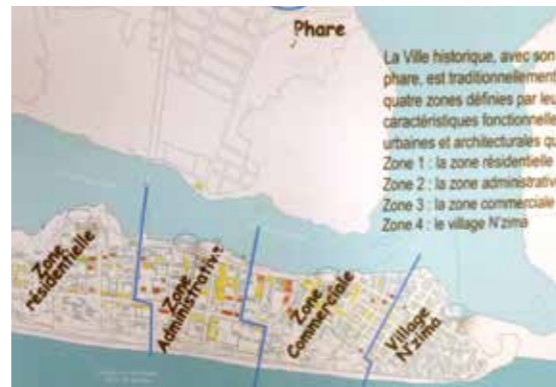 Phare
La Ville historique, avec son
phare, est traditionnellement
quatre zones définies par leu
caractéristiques fonctionnelle
urbaines et architecturales qu
Zone 1 : la zone résidentielle
Zone 2 : la zone administrativ
Zone 3 : la zone commerciale
Zone 4 : le village N'zima
Zone
résidentielle
Zone
Administrative
Zone
Commerciale
Village
N'zima